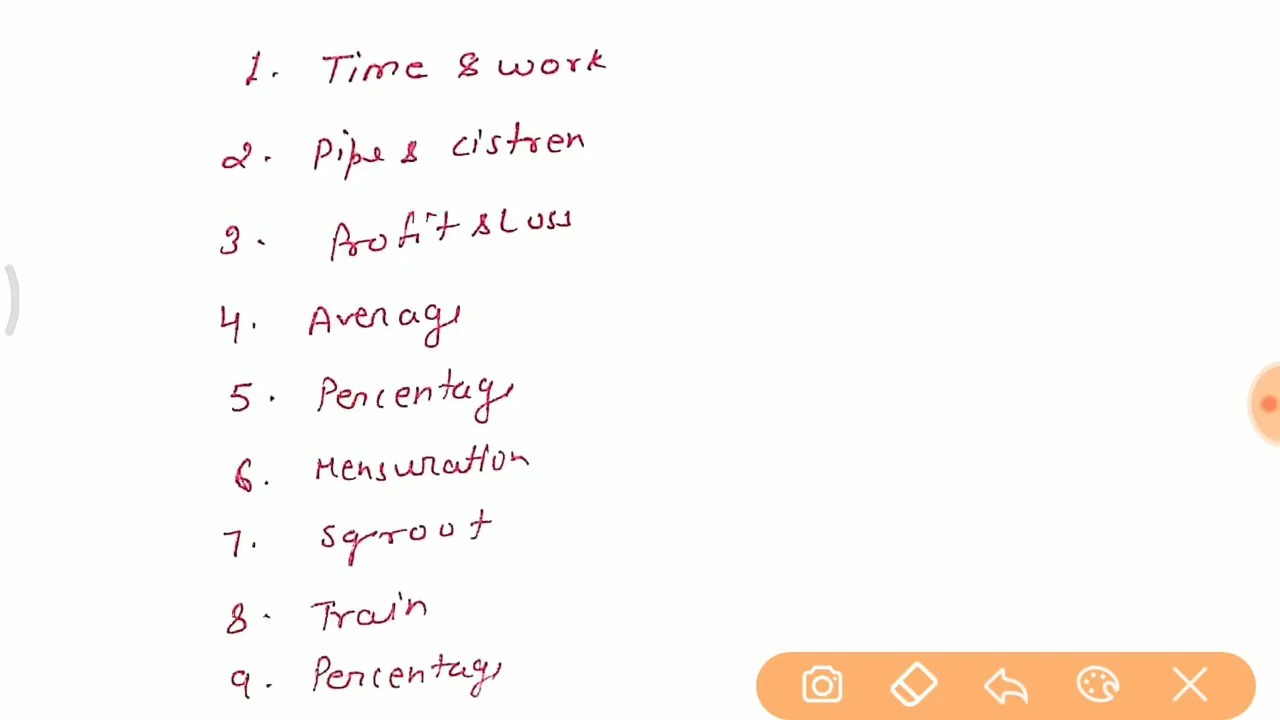 1. Time & work
2. Pipe & cistren
3. Profit & Loss
4. Average
5. Percentage
6. Mensuration
7. Sqroot
8. Train
9. Percentage